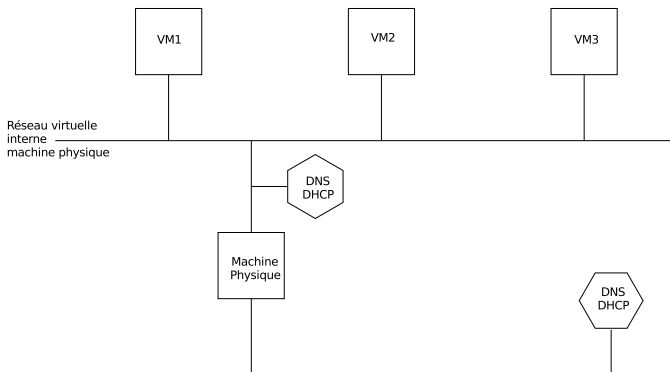 VM1
VM2
VM3
Réseau virtuelle
interne
machine physique
DNS
DHCP
Machine
Physique
DNS
DHCP